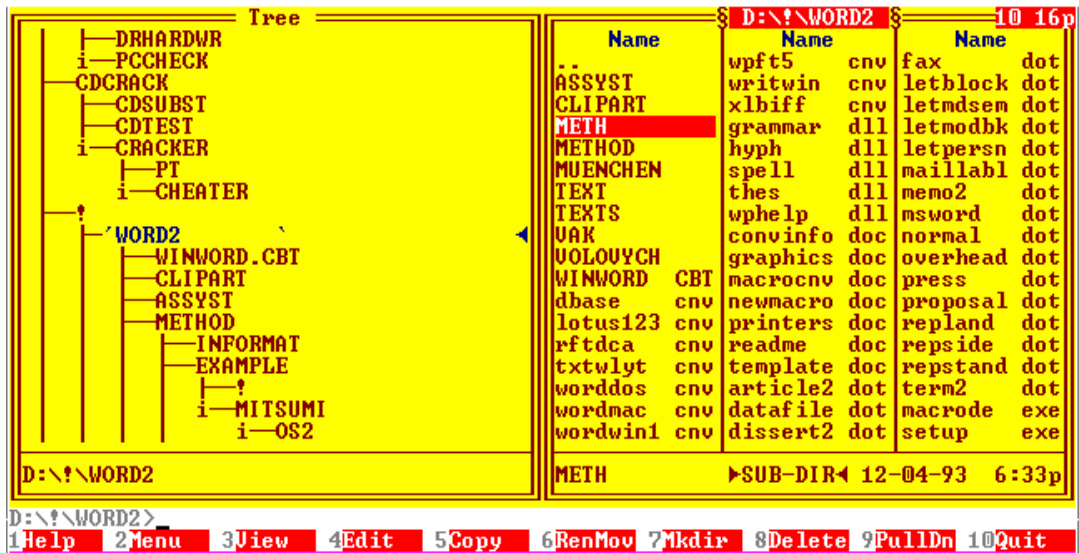 Tree
DRHARDWR
i PCCHECK
CDCRACK
CDSUBST
CDTEST
i CRACKER
PT
i CHEATER
!
´WORD2 `
WINWORD.CBT
CLIPART
ASSYST
METHOD
INFORMAT
EXAMPLE
!
i MITSUMI
i OS2
D:\!\WORD2
§ D:\!\WORD2 § 10 16p
Name Name Name
.. wpft5 cnv fax dot
ASSYST writwin cnv letblock dot
CLIPART xlbiff cnv letmdsem dot
METH grammar dll letmodbk dot
METHOD hyph dll letpersn dot
MUENCHEN spell dll maillabl dot
TEXT thes dll memo2 dot
TEXTS wphelp dll msword dot
VAK convinfo doc normal dot
VOLOVYCH graphics doc overhead dot
WINWORD CBT macrocnv doc press dot
dbase cnv newmacro doc proposal dot
lotus123 cnv printers doc repland dot
rftdca cnv readme doc repside dot
txtwlyt cnv template doc repstand dot
worddos cnv article2 dot term2 dot
wordmac cnv datafile dot macrode exe
wordwin1 cnv dissert2 dot setup exe
METH ►SUB-DIR◄ 12-04-93 6:33p
D:\!\WORD2>_
1Help 2Menu 3View 4Edit 5Copy 6RenMov 7Mkdir 8Delete 9PullDn 10Quit